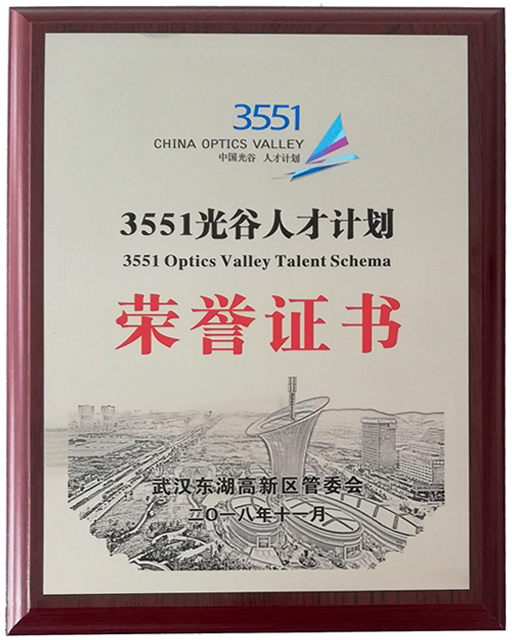 3551
CHINA OPTICS VALLEY
中国光谷 人才计划
3551光谷人才计划
3551 Optics Valley Talent Schema
荣誉证书
武汉东湖高新区管委会
二〇一八年十一月